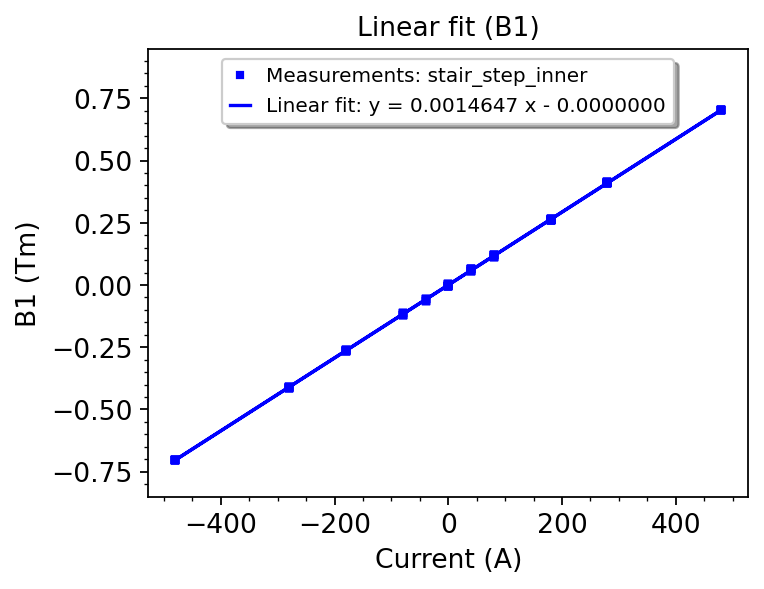 Linear fit (B1)
Measurements: stair_step_inner
Linear fit: y = 0.0014647 x - 0.0000000
B1 (Tm)
0.75
0.50
0.25
0.00
−0.25
−0.50
−0.75
−400 −200 0 200 400
Current (A)